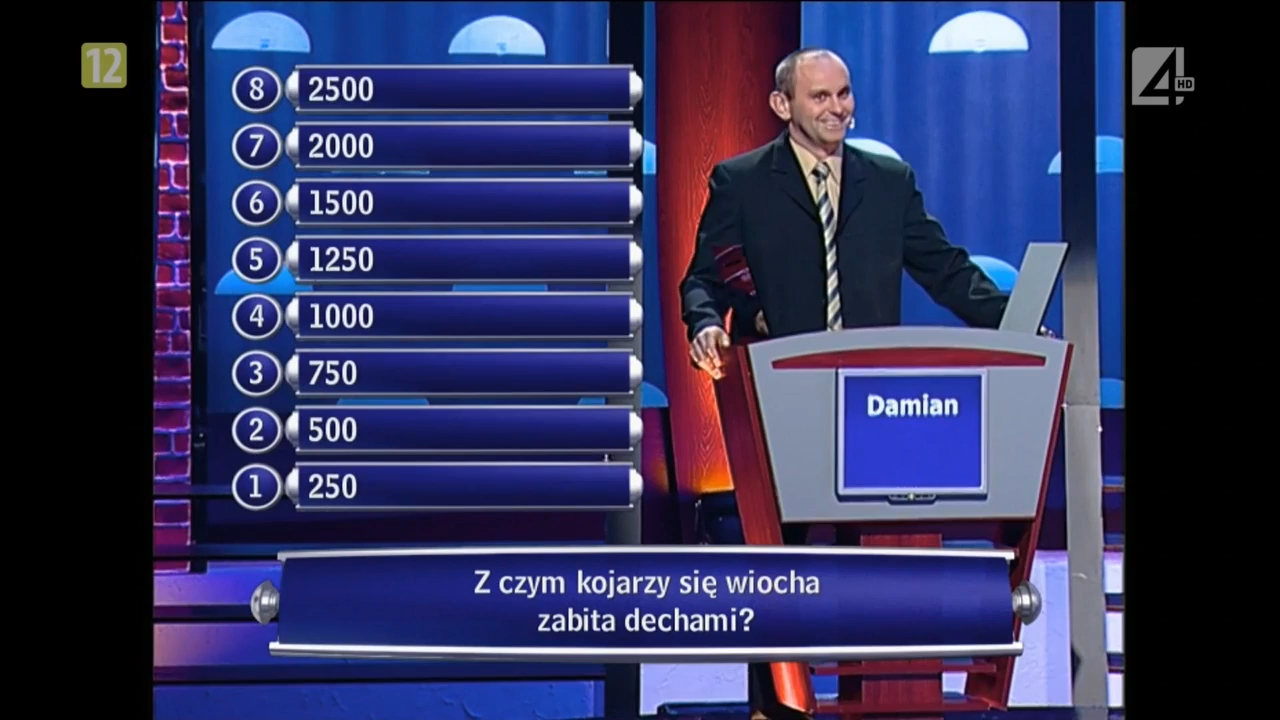 12
4 HD
8 2500
7 2000
6 1500
5 1250
4 1000
3 750
2 500
1 250
Damian
Z czym kojarzy się wiocha
zabita dechami?